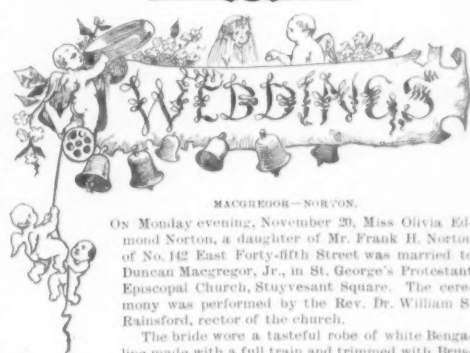 WEDDINGS
MACGREGOR—NORTON.
ON Monday evening, November 20, Miss Olivia Ed-
mond Norton, a daughter of Mr. Frank H. Norton
of No. 142 East Forty-fifth Street was married to
Duncan Macgregor, Jr., in St. George's Protestant
Episcopal Church, Stuyvesant Square. The cere-
mony was performed by the Rev. Dr. William S.
Rainsford, rector of the church.
The bride wore a tasteful robe of white Benga-
line made with a full train and trimmed with Benga-